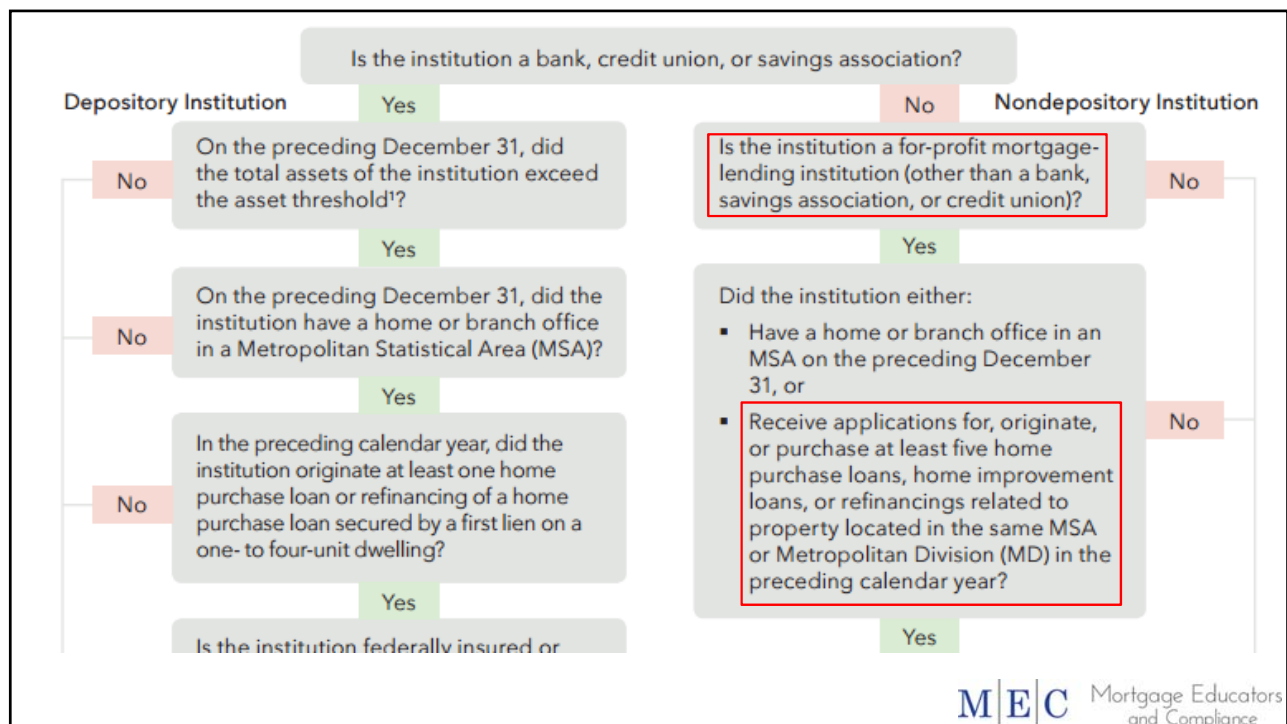 Is the institution a bank, credit union, or savings association?
Depository Institution
Yes
No
Nondepository Institution
No
On the preceding December 31, did
the total assets of the institution exceed
the asset threshold¹?
Yes
No
On the preceding December 31, did the
institution have a home or branch office
in a Metropolitan Statistical Area (MSA)?
Yes
No
In the preceding calendar year, did the
institution originate at least one home
purchase loan or refinancing of a home
purchase loan secured by a first lien on a
one- to four-unit dwelling?
Yes
Is the institution federally insured or
Is the institution a for-profit mortgage-
lending institution (other than a bank,
savings association, or credit union)?
No
Yes
Did the institution either:
▪ Have a home or branch office in an
MSA on the preceding December
31, or
▪ Receive applications for, originate,
or purchase at least five home
purchase loans, home improvement
loans, or refinancings related to
property located in the same MSA
or Metropolitan Division (MD) in the
preceding calendar year?
No
Yes
M|E|C Mortgage Educators
and Compliance